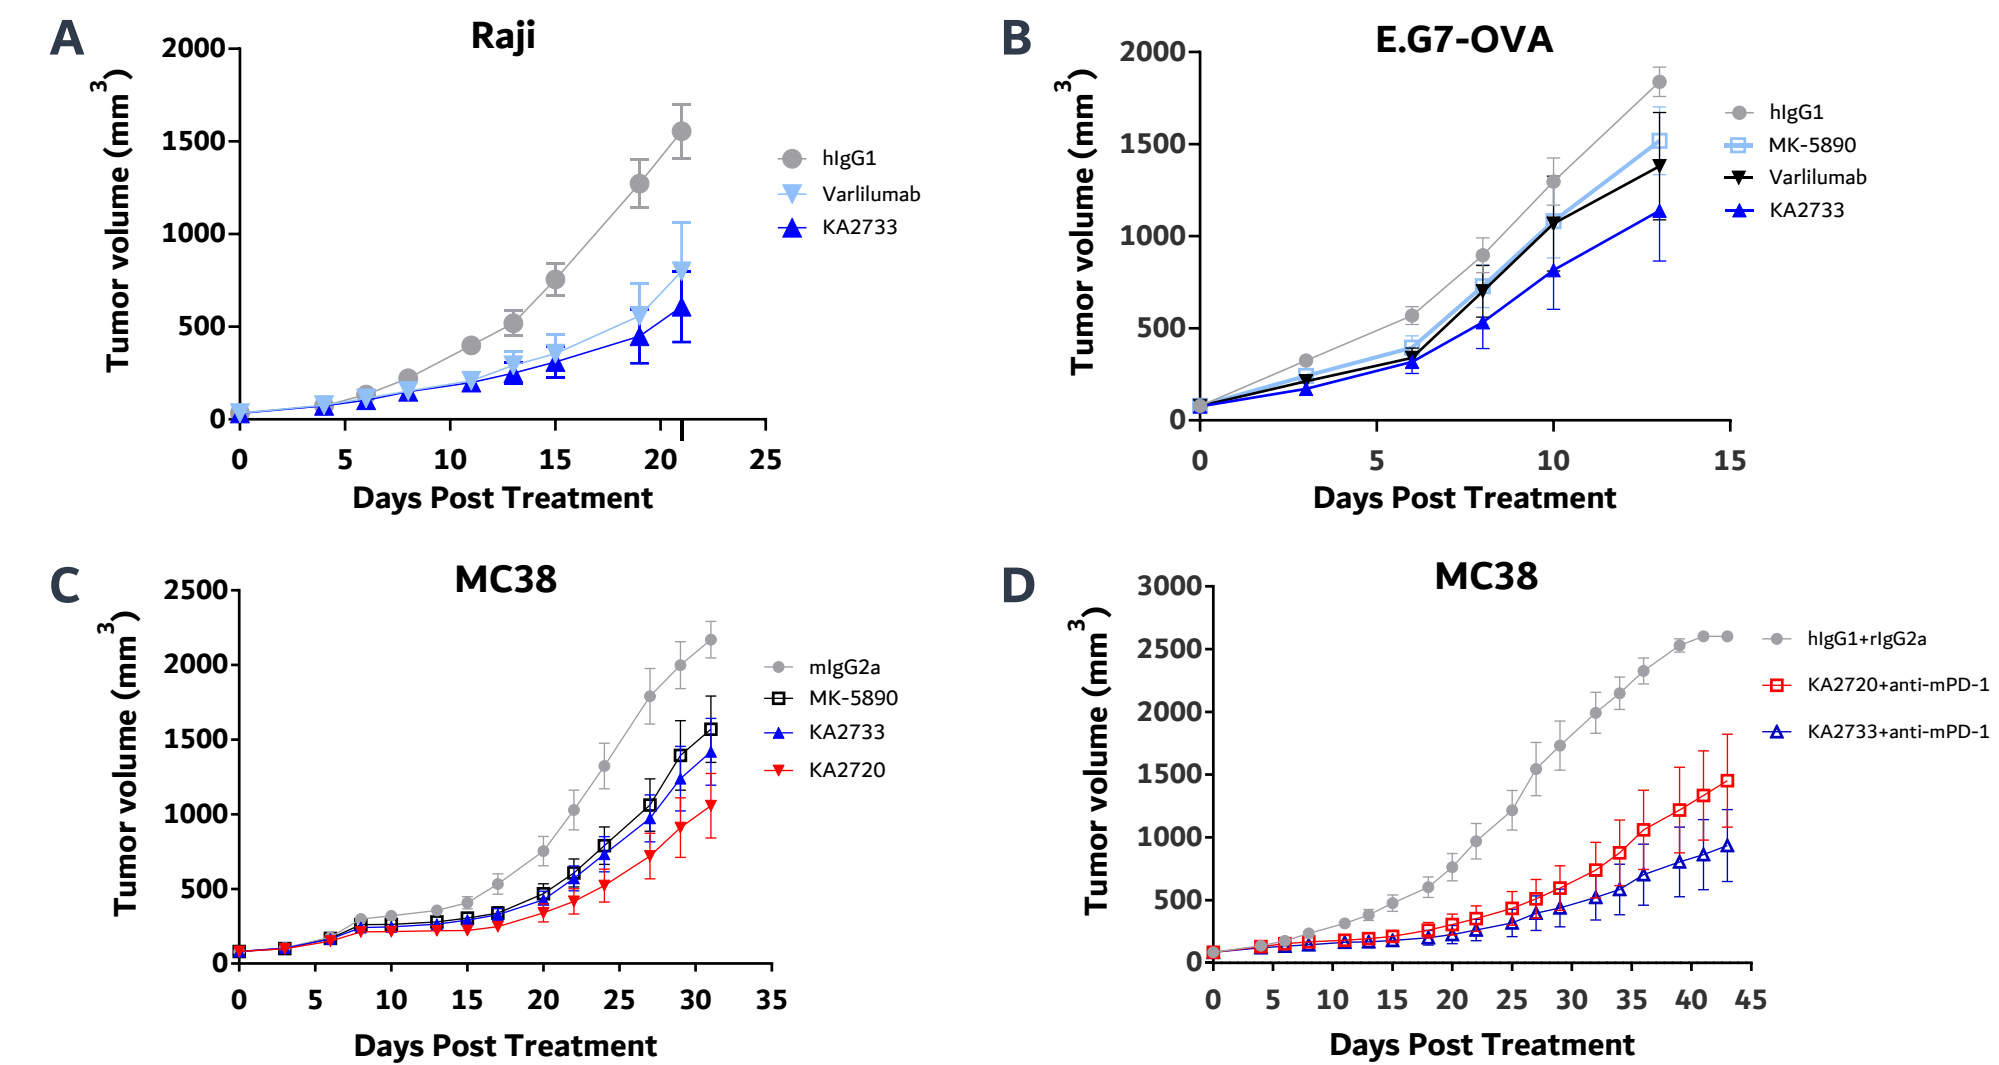 A
Raji
Tumor volume (mm3)
2000
1500
1000
500
0
0 5 10 15 20 25
Days Post Treatment
hIgG1
Varlilumab
KA2733
B
E.G7-OVA
Tumor volume (mm3)
2000
1500
1000
500
0
0 5 10 15
Days Post Treatment
hIgG1
MK-5890
Varlilumab
KA2733
C
MC38
Tumor volume (mm3)
2500
2000
1500
1000
500
0
0 5 10 15 20 25 30 35
Days Post Treatment
mIgG2a
MK-5890
KA2733
KA2720
D
MC38
Tumor volume (mm3)
3000
2500
2000
1500
1000
500
0
0 5 10 15 20 25 30 35 40 45
Days Post Treatment
hIgG1+rIgG2a
KA2720+anti-mPD-1
KA2733+anti-mPD-1